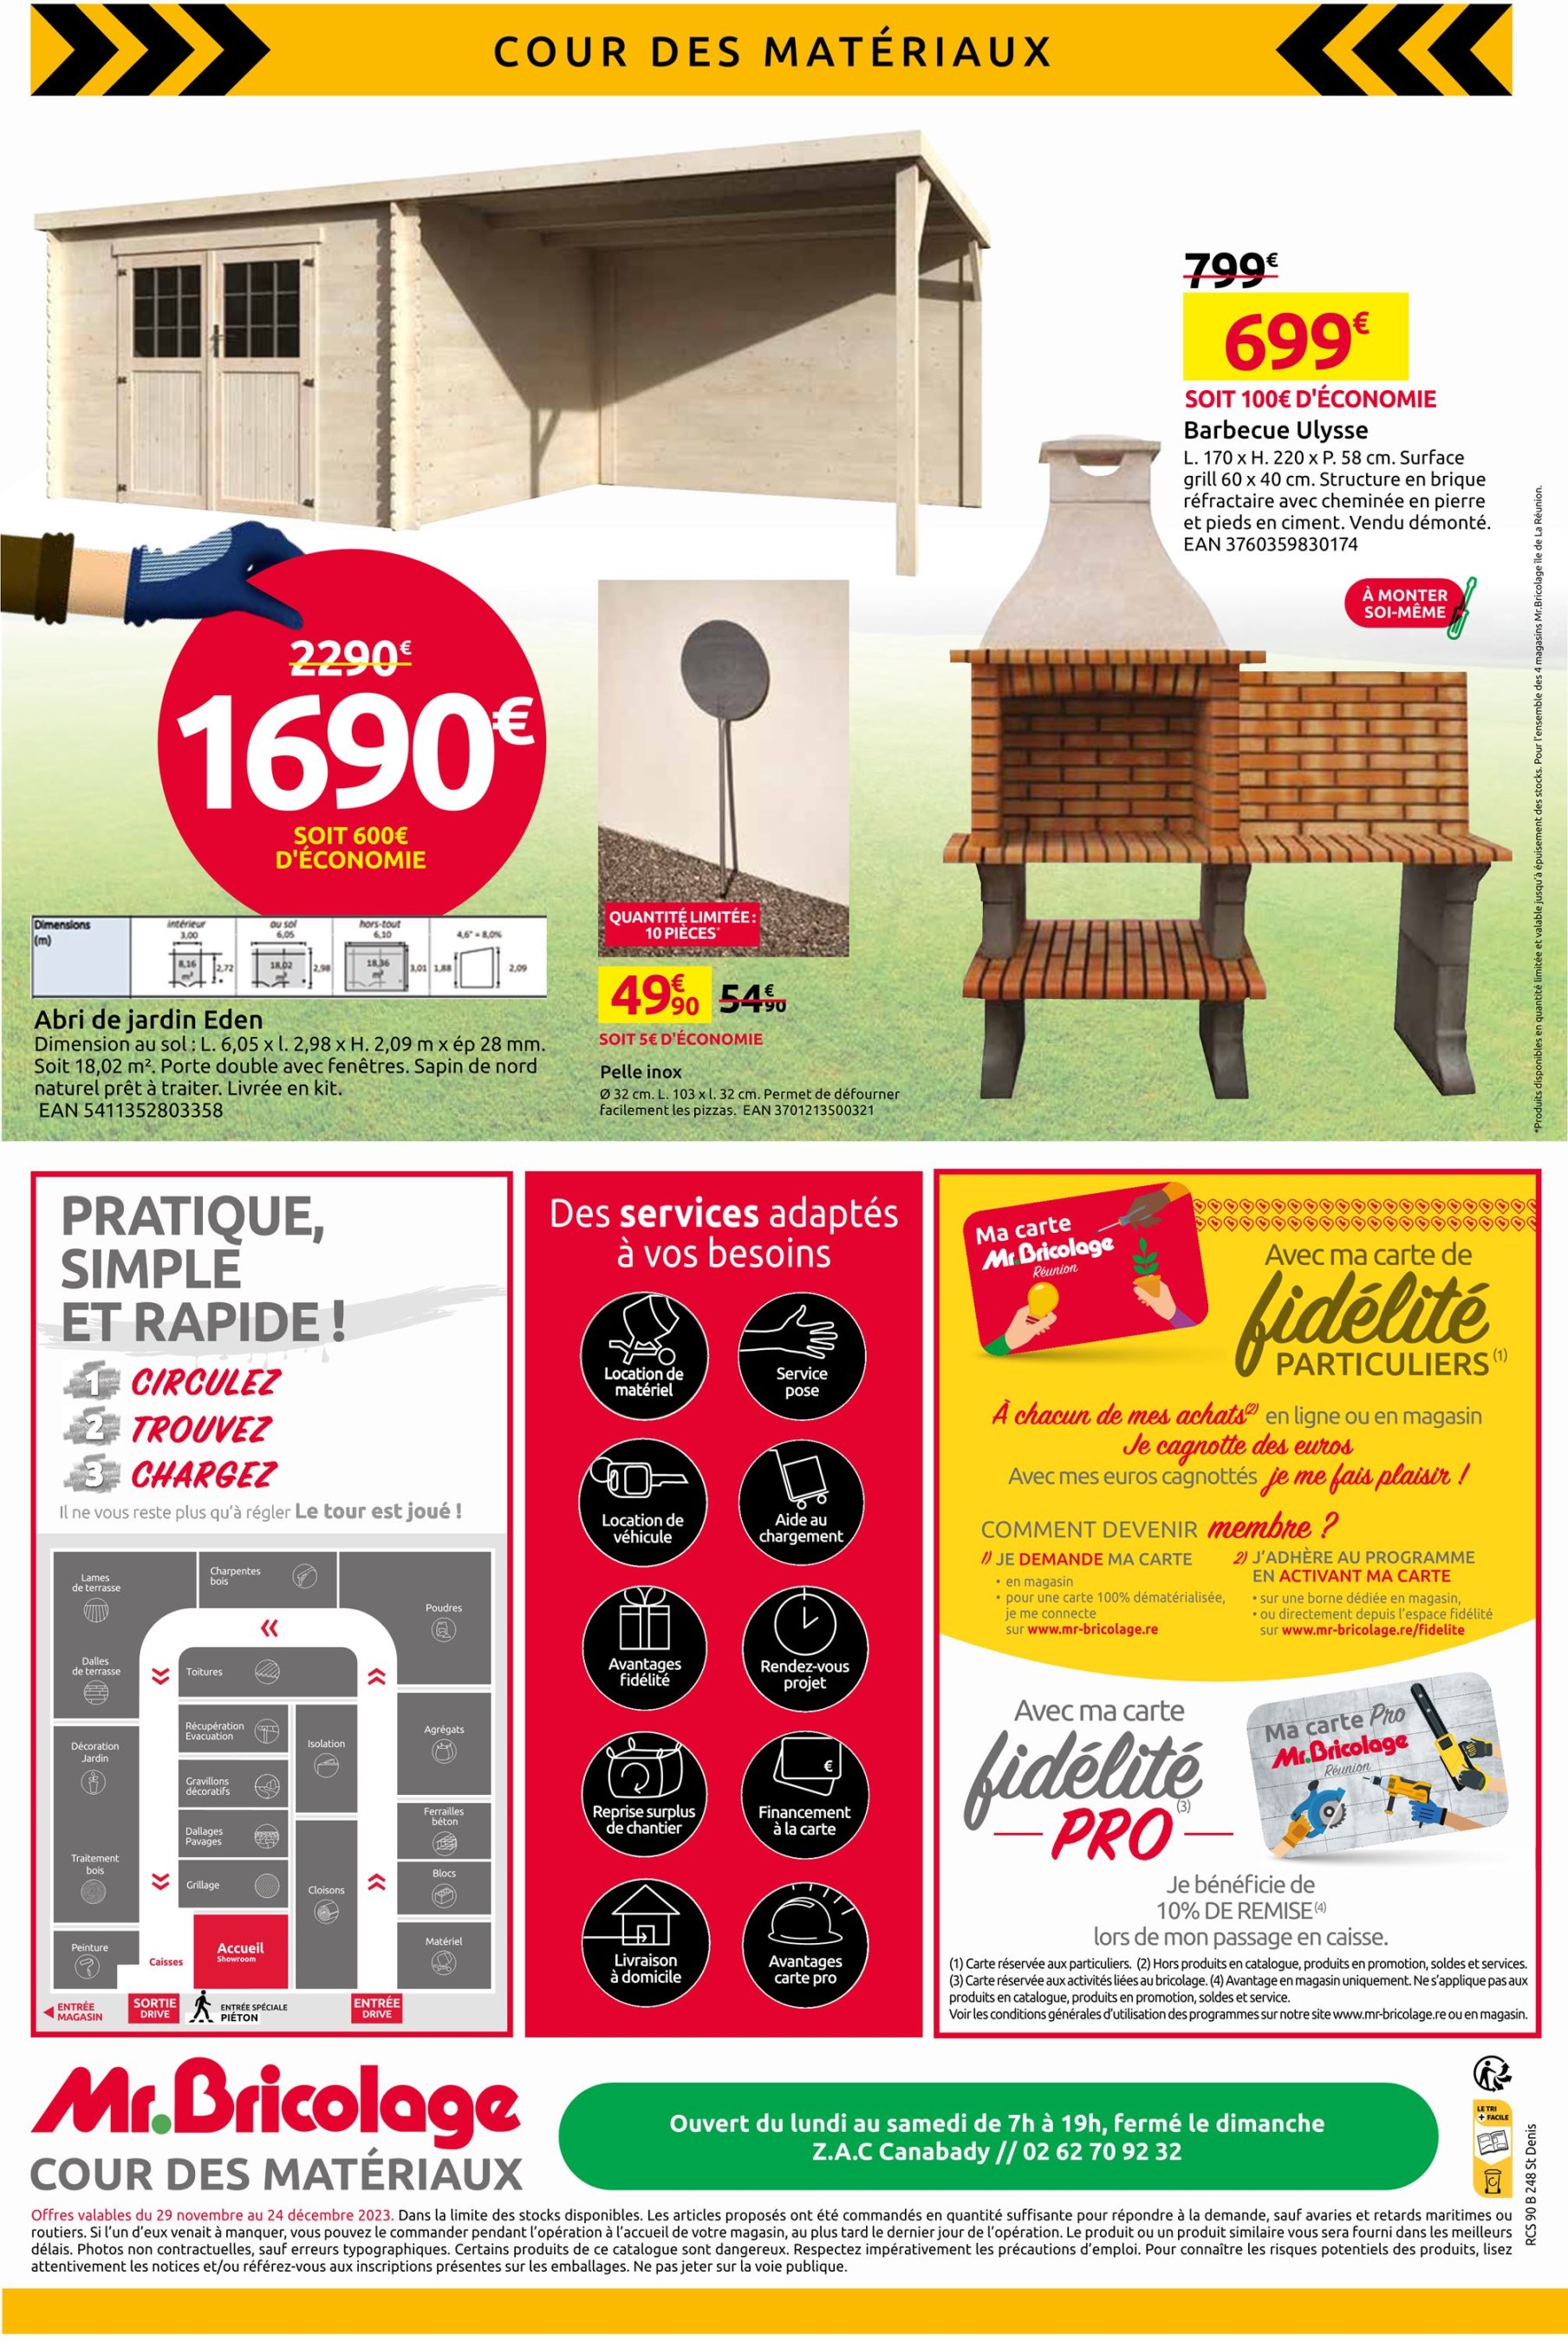 COUR DES MATÉRIAUX
799€
699€
SOIT 100€ D'ÉCONOMIE
Barbecue Ulysse
L. 170 x H. 220 x P. 58 cm. Surface
grill 60 x 40 cm. Structure en brique
réfractaire avec cheminée en pierre
et pieds en ciment. Vendu démonté.
EAN 3760359830174
À MONTER
SOI-MÊME
2290€
1690€
SOIT 600€
D'ÉCONOMIE
Dimensions
(m)
intérieur
3,00
8,16
m²
2,72
au sol
6,05
18,02
m²
2,98
hors-tout
6,10
18,36
m²
3,01
4,6° = 8,0%
1,88
2,09
Abri de jardin Eden
Dimension au sol : L. 6,05 x l. 2,98 x H. 2,09 m x ép 28 mm.
Soit 18,02 m². Porte double avec fenêtres. Sapin de nord
naturel prêt à traiter. Livrée en kit.
EAN 5411352803358
QUANTITÉ LIMITÉE :
10 PIÈCES*
49€90 54€90
SOIT 5€ D'ÉCONOMIE
Pelle inox
Ø 32 cm. L. 103 x l. 32 cm. Permet de défourner
facilement les pizzas. EAN 3701213500321
*Produits disponibles en quantité limitée et valable jusqu'à épuisement des stocks. Pour l'ensemble des 4 magasins Mr.Bricolage île de La Réunion.
PRATIQUE,
SIMPLE
ET RAPIDE !
1 CIRCULEZ
2 TROUVEZ
3 CHARGEZ
Il ne vous reste plus qu'à régler Le tour est joué !
Lames
de terrasse
Charpentes
bois
Poudres
Dalles
de terrasse
Toitures
Récupération
Evacuation
Décoration
Jardin
Isolation
Agrégats
Gravillons
décoratifs
Dallages
Pavages
Ferrailles
béton
Traitement
bois
Grillage
Cloisons
Blocs
Peinture
Caisses
Accueil
Showroom
Matériel
ENTRÉE
MAGASIN
SORTIE
DRIVE
ENTRÉE SPÉCIALE
PIÉTON
ENTRÉE
DRIVE
Des services adaptés
à vos besoins
Location de
matériel
Service
pose
Location de
véhicule
Aide au
chargement
Avantages
fidélité
Rendez-vous
projet
Reprise surplus
de chantier
€
Financement
à la carte
Livraison
à domicile
Avantages
carte pro
Ma carte
Mr.Bricolage
Réunion
Avec ma carte de
fidélité
PARTICULIERS (1)
À chacun de mes achats(2) en ligne ou en magasin
Je cagnotte des euros
Avec mes euros cagnottés je me fais plaisir !
COMMENT DEVENIR membre ?
1) JE DEMANDE MA CARTE
• en magasin
• pour une carte 100% dématérialisée,
je me connecte
sur www.mr-bricolage.re
2) J'ADHÈRE AU PROGRAMME
EN ACTIVANT MA CARTE
• sur une borne dédiée en magasin,
• ou directement depuis l'espace fidélité
sur www.mr-bricolage.re/fidelite
Avec ma carte
fidélité
PRO (3)
Ma carte Pro
Mr.Bricolage
Réunion
Je bénéficie de
10% DE REMISE(4)
lors de mon passage en caisse.
(1) Carte réservée aux particuliers. (2) Hors produits en catalogue, produits en promotion, soldes et services.
(3) Carte réservée aux activités liées au bricolage. (4) Avantage en magasin uniquement. Ne s'applique pas aux
produits en catalogue, produits en promotion, soldes et service.
Voir les conditions générales d'utilisation des programmes sur notre site www.mr-bricolage.re ou en magasin.
Mr.Bricolage
COUR DES MATÉRIAUX
Ouvert du lundi au samedi de 7h à 19h, fermé le dimanche
Z.A.C Canabady // 02 62 70 92 32
LE TRI
+ FACILE
RCS 90 B 248 St Denis
Offres valables du 29 novembre au 24 décembre 2023. Dans la limite des stocks disponibles. Les articles proposés ont été commandés en quantité suffisante pour répondre à la demande, sauf avaries et retards maritimes ou
routiers. Si l'un d'eux venait à manquer, vous pouvez le commander pendant l'opération à l'accueil de votre magasin, au plus tard le dernier jour de l'opération. Le produit ou un produit similaire vous sera fourni dans les meilleurs
délais. Photos non contractuelles, sauf erreurs typographiques. Certains produits de ce catalogue sont dangereux. Respectez impérativement les précautions d'emploi. Pour connaître les risques potentiels des produits, lisez
attentivement les notices et/ou référez-vous aux inscriptions présentes sur les emballages. Ne pas jeter sur la voie publique.